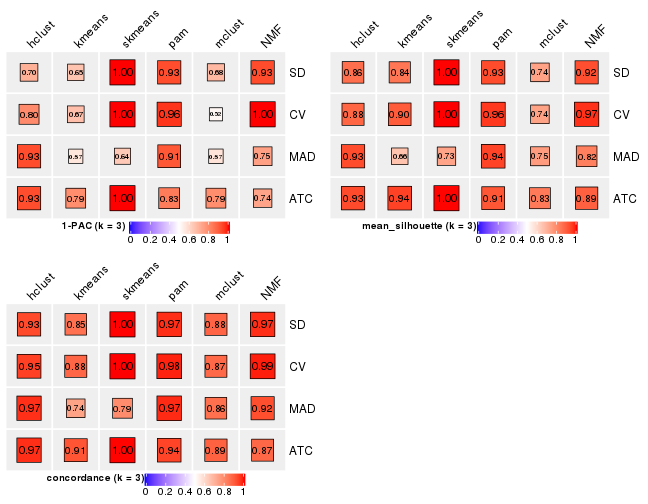 hclust kmeans skmeans pam mclust NMF
0.70 0.65 1.00 0.93 0.68 0.93 SD
0.80 0.67 1.00 0.96 0.52 1.00 CV
0.93 0.57 0.64 0.91 0.57 0.75 MAD
0.93 0.79 1.00 0.83 0.79 0.74 ATC
1-PAC (k = 3)
0 0.2 0.4 0.6 0.8 1
hclust kmeans skmeans pam mclust NMF
0.86 0.84 1.00 0.93 0.74 0.92 SD
0.88 0.90 1.00 0.96 0.74 0.97 CV
0.93 0.66 0.73 0.94 0.75 0.82 MAD
0.93 0.94 1.00 0.91 0.83 0.89 ATC
mean_silhouette (k = 3)
0 0.2 0.4 0.6 0.8 1
hclust kmeans skmeans pam mclust NMF
0.93 0.85 1.00 0.97 0.88 0.97 SD
0.95 0.88 1.00 0.98 0.87 0.99 CV
0.97 0.74 0.79 0.97 0.86 0.92 MAD
0.97 0.91 1.00 0.94 0.89 0.87 ATC
concordance (k = 3)
0 0.2 0.4 0.6 0.8 1